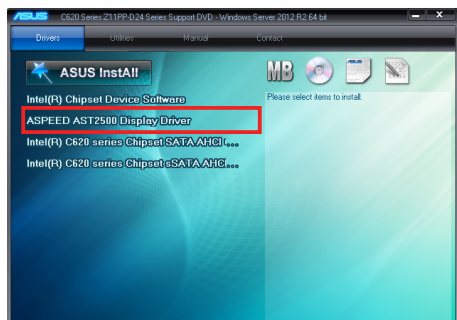 ASUS C620 Series Z11PP-D24 Series Support DVD - Windows Server 2012 R2 64 bit
Drivers Utilities Manual Contact
ASUS InstAll
MB
Intel(R) Chipset Device Software
Please select items to install.
ASPEED AST2500 Display Driver
Intel(R) C620 series Chipset SATA AHCI (...
Intel(R) C620 series Chipset sSATA AHC...